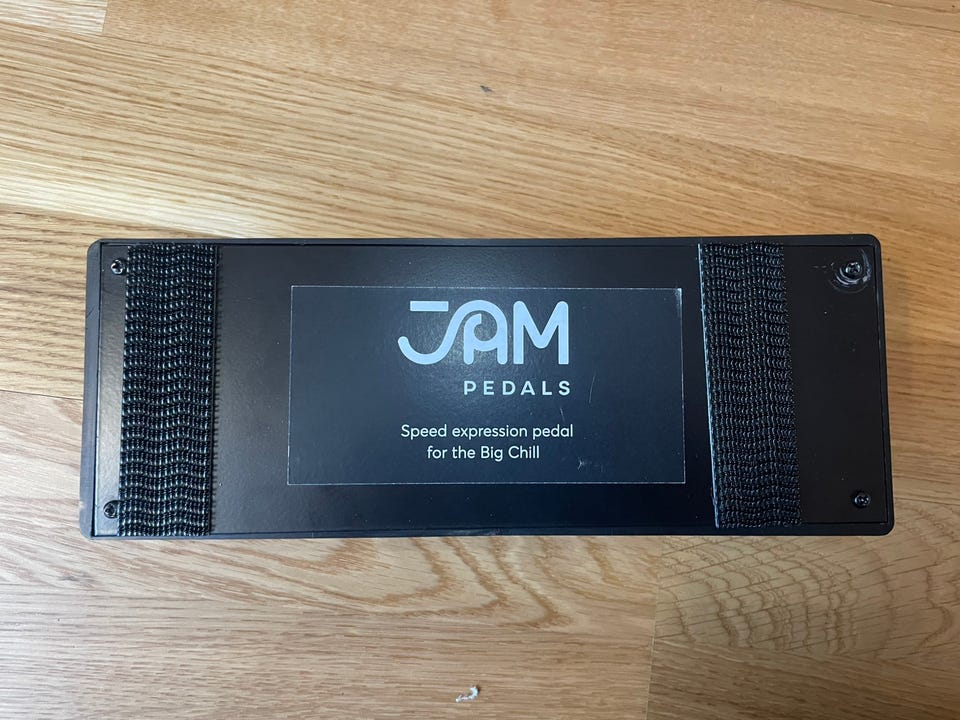 JAM
PEDALS
Speed expression pedal
for the Big Chill